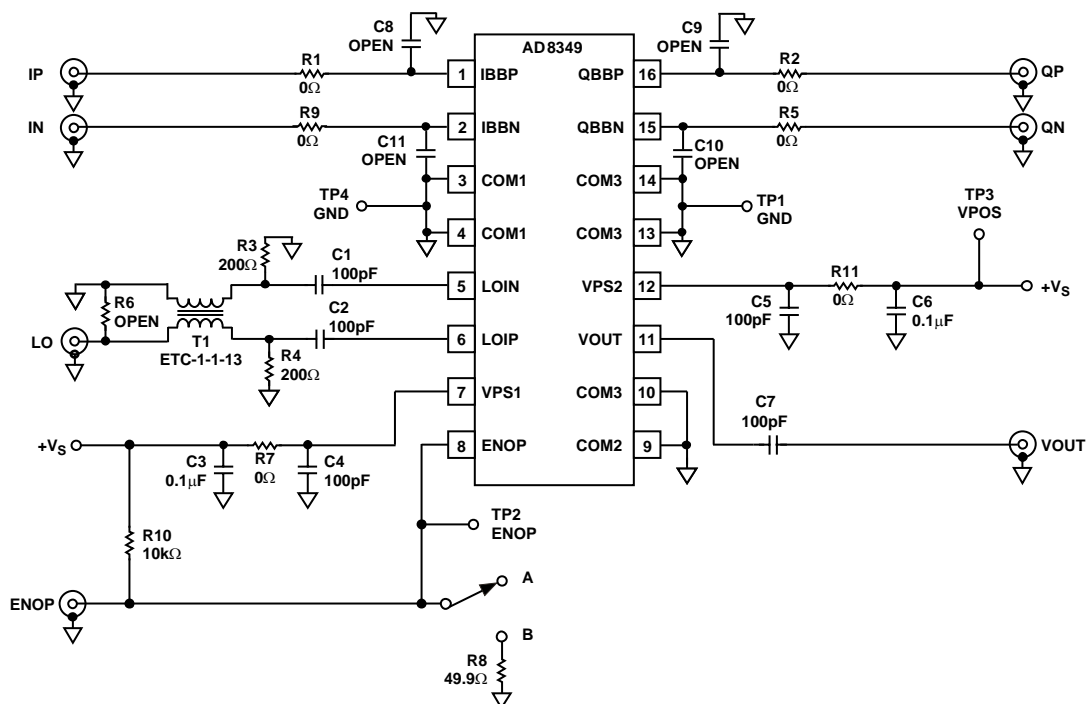 C8
OPEN
C9
OPEN
AD8349
IP
R1
0Ω
1
IBBP
QBBP
16
R2
0Ω
QP
IN
R9
0Ω
2
IBBN
QBBN
15
R5
0Ω
QN
C11
OPEN
C10
OPEN
3
COM1
COM3
14
TP4
GND
TP1
GND
TP3
VPOS
4
COM1
COM3
13
R3
200Ω
C1
100pF
5
LOIN
VPS2
12
R11
0Ω
+VS
R6
OPEN
C5
100pF
C6
0.1μF
C2
100pF
LO
T1
ETC-1-1-13
6
LOIP
VOUT
11
R4
200Ω
7
VPS1
COM3
10
C7
100pF
+VS
8
ENOP
COM2
9
VOUT
C3
0.1μF
R7
0Ω
C4
100pF
TP2
ENOP
R10
10kΩ
A
ENOP
B
R8
49.9Ω